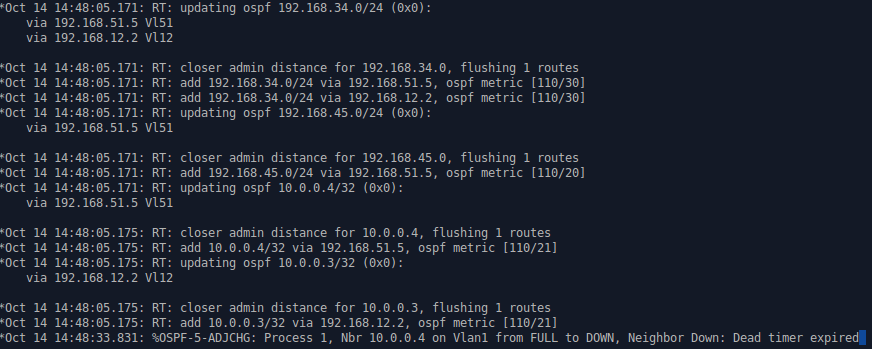 *Oct 14 14:48:05.171: RT: updating ospf 192.168.34.0/24 (0x0):
via 192.168.51.5 Vl51
via 192.168.12.2 Vl12
*Oct 14 14:48:05.171: RT: closer admin distance for 192.168.34.0, flushing 1 routes
*Oct 14 14:48:05.171: RT: add 192.168.34.0/24 via 192.168.51.5, ospf metric [110/30]
*Oct 14 14:48:05.171: RT: add 192.168.34.0/24 via 192.168.12.2, ospf metric [110/30]
*Oct 14 14:48:05.171: RT: updating ospf 192.168.45.0/24 (0x0):
via 192.168.51.5 Vl51
*Oct 14 14:48:05.171: RT: closer admin distance for 192.168.45.0, flushing 1 routes
*Oct 14 14:48:05.171: RT: add 192.168.45.0/24 via 192.168.51.5, ospf metric [110/20]
*Oct 14 14:48:05.171: RT: updating ospf 10.0.0.4/32 (0x0):
via 192.168.51.5 Vl51
*Oct 14 14:48:05.175: RT: closer admin distance for 10.0.0.4, flushing 1 routes
*Oct 14 14:48:05.175: RT: add 10.0.0.4/32 via 192.168.51.5, ospf metric [110/21]
*Oct 14 14:48:05.175: RT: updating ospf 10.0.0.3/32 (0x0):
via 192.168.12.2 Vl12
*Oct 14 14:48:05.175: RT: closer admin distance for 10.0.0.3, flushing 1 routes
*Oct 14 14:48:05.175: RT: add 10.0.0.3/32 via 192.168.12.2, ospf metric [110/21]
*Oct 14 14:48:33.831: %OSPF-5-ADJCHG: Process 1, Nbr 10.0.0.4 on Vlan1 from FULL to DOWN, Neighbor Down: Dead timer expired